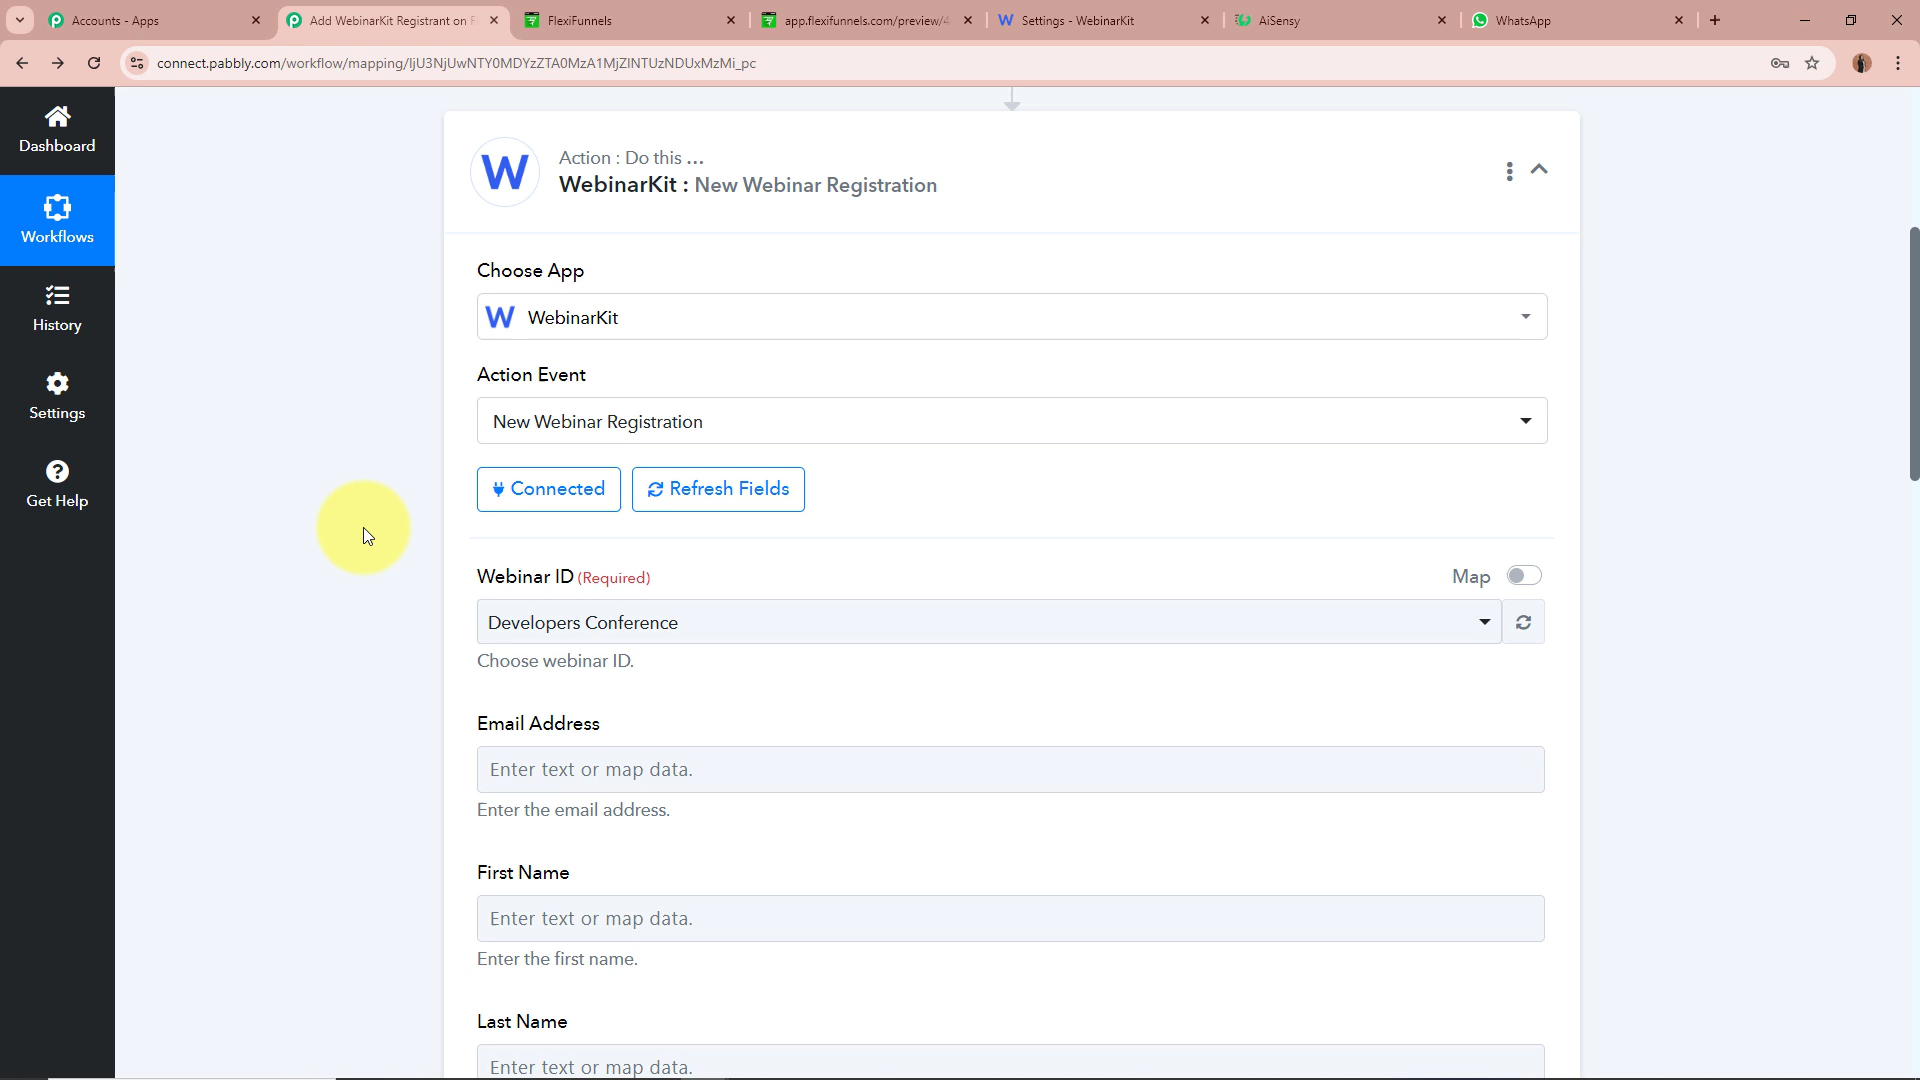 Accounts - Apps
Add WebinarKit Registrant on F
FlexiFunnels
app.flexifunnels.com/preview/4
Settings - WebinarKit
AiSensy
WhatsApp
connect.pabbly.com/workflow/mapping/IjU3NjUwNTY0MDYzZTA0MzA1MjZlNTUzNDUxMzMi_pc
Dashboard
Workflows
History
Settings
Get Help
Action : Do this ...
WebinarKit : New Webinar Registration
Choose App
WebinarKit
Action Event
New Webinar Registration
Connected
Refresh Fields
Webinar ID (Required)
Map
Developers Conference
Choose webinar ID.
Email Address
Enter text or map data.
Enter the email address.
First Name
Enter text or map data.
Enter the first name.
Last Name
Enter text or map data.